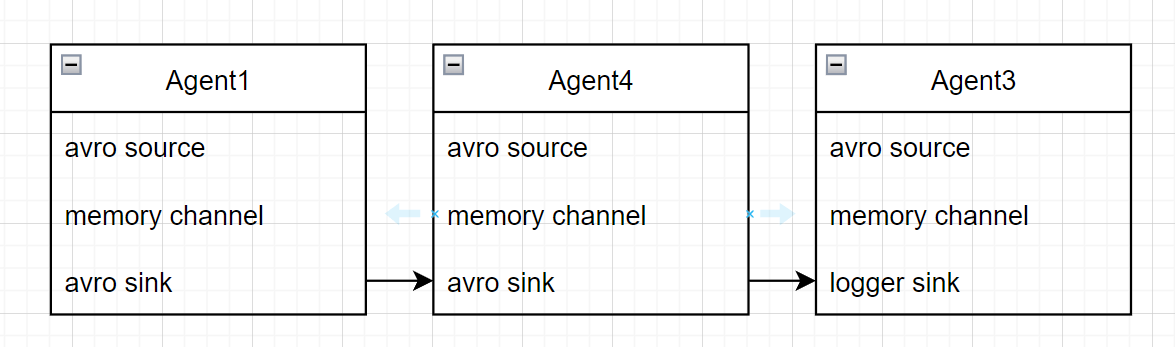 Agent1
avro source
memory channel
avro sink
Agent4
avro source
memory channel
avro sink
Agent3
avro source
memory channel
logger sink